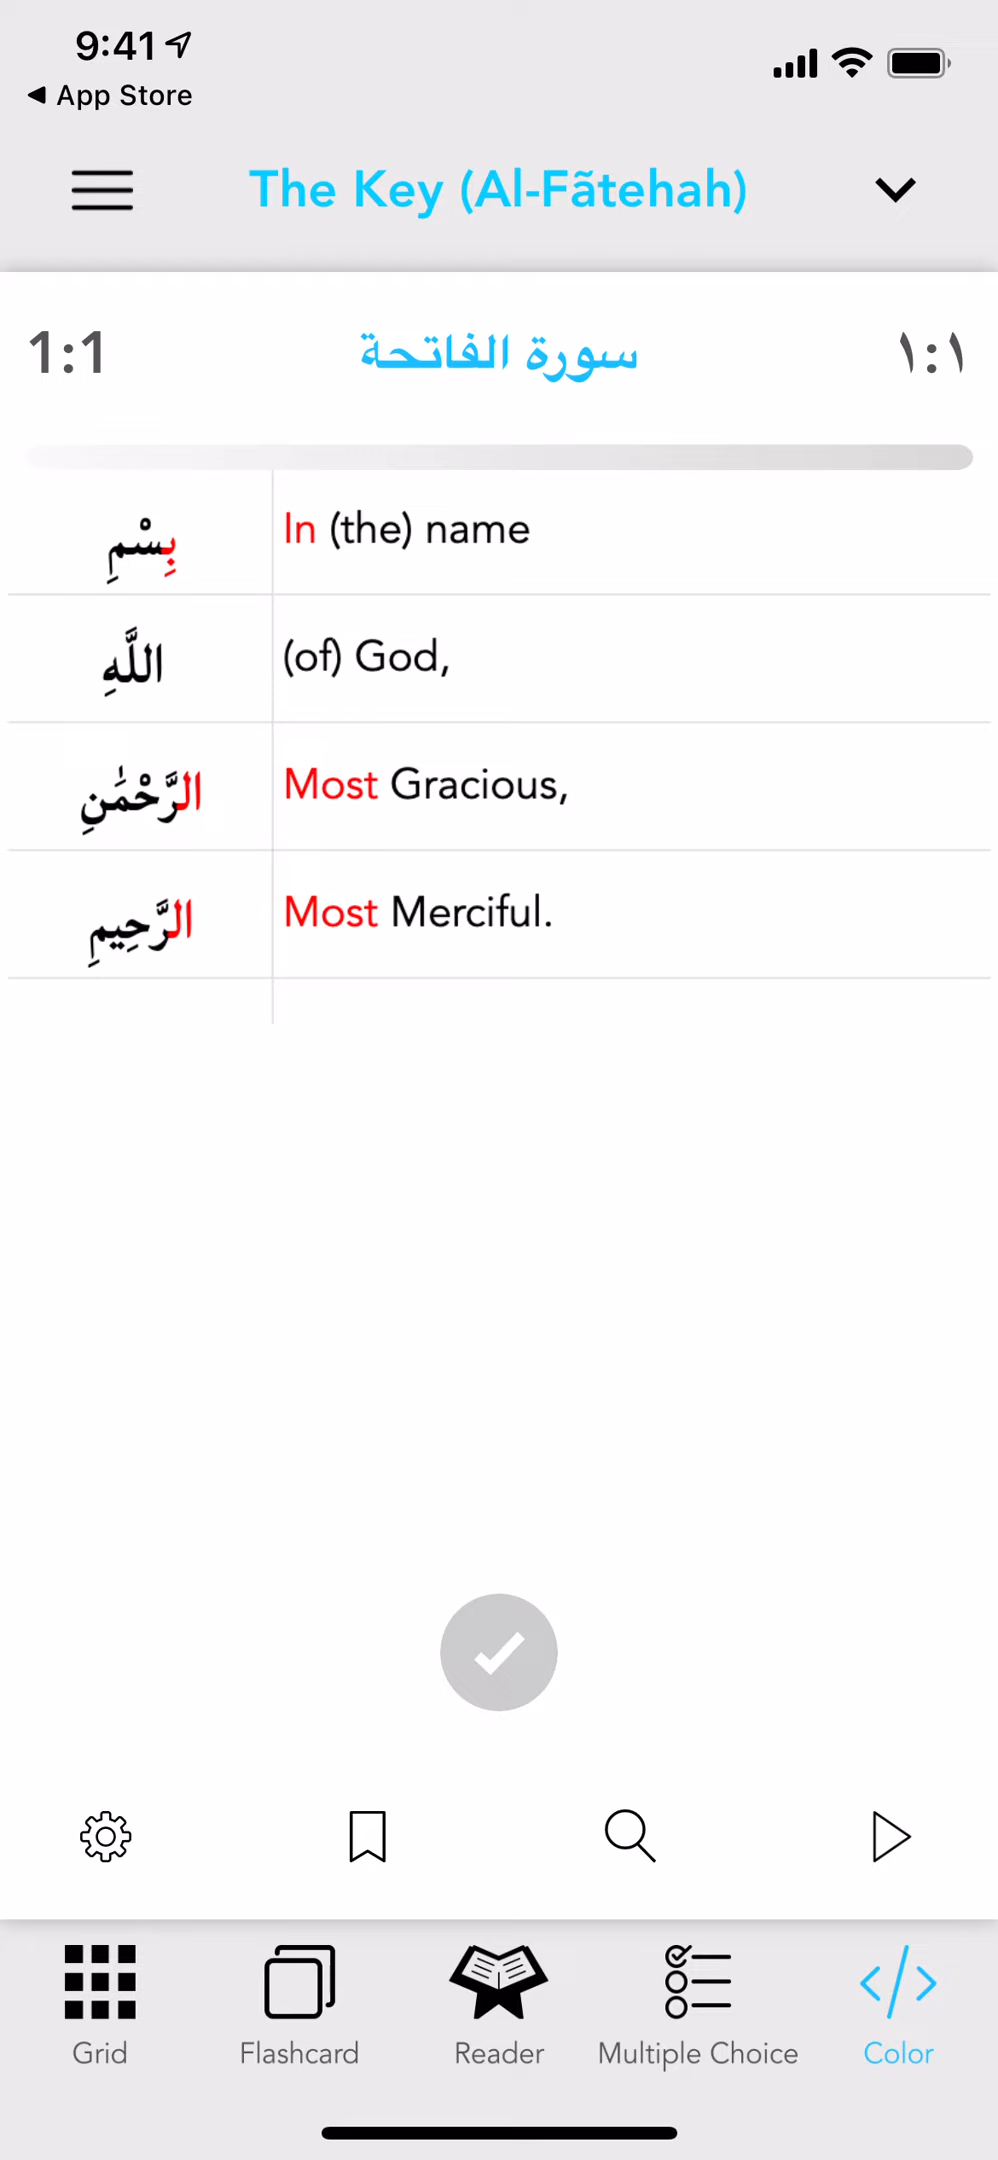 9:41
◀ App Store
The Key (Al-Fãtehah)
1:1 سورة الفاتحة ١:١
بِسْمِ In (the) name
اللَّهِ (of) God,
الرَّحْمَٰنِ Most Gracious,
الرَّحِيمِ Most Merciful.
Grid Flashcard Reader Multiple Choice Color